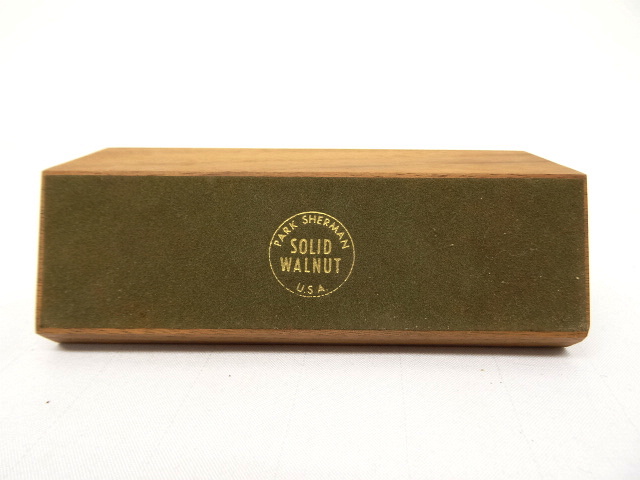 PARK SHERMAN
SOLID
WALNUT
U.S.A.